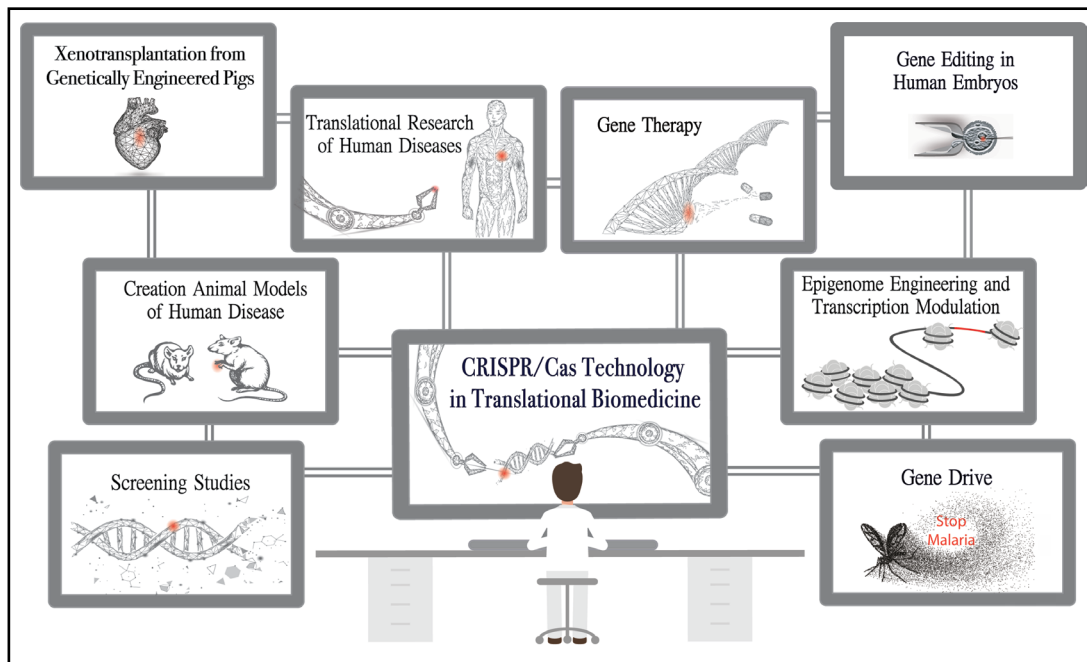 Xenotransplantation from
Genetically Engineered Pigs
Translational Research
of Human Diseases
Gene Therapy
Gene Editing in
Human Embryos
Creation Animal Models
of Human Disease
CRISPR/Cas Technology
in Translational Biomedicine
Epigenome Engineering and
Transcription Modulation
Screening Studies
Gene Drive
Stop
Malaria